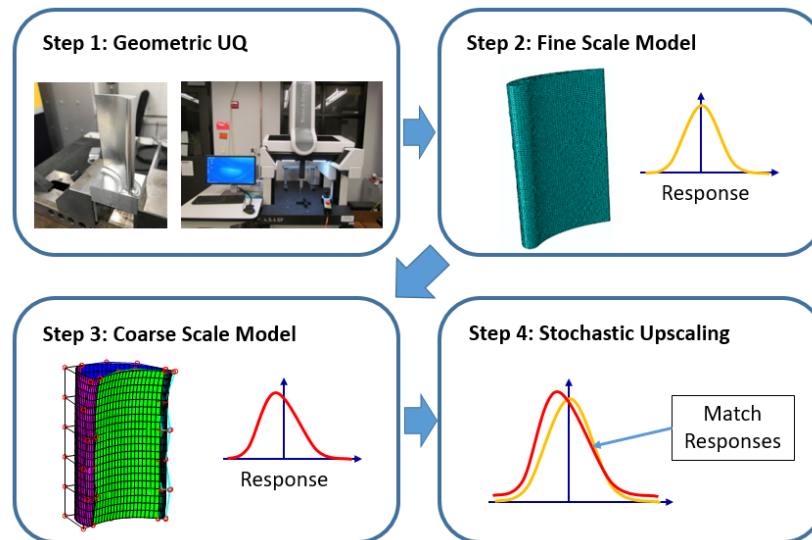 Step 1: Geometric UQ
Step 2: Fine Scale Model
Response
Step 3: Coarse Scale Model
Response
Step 4: Stochastic Upscaling
Match
Responses